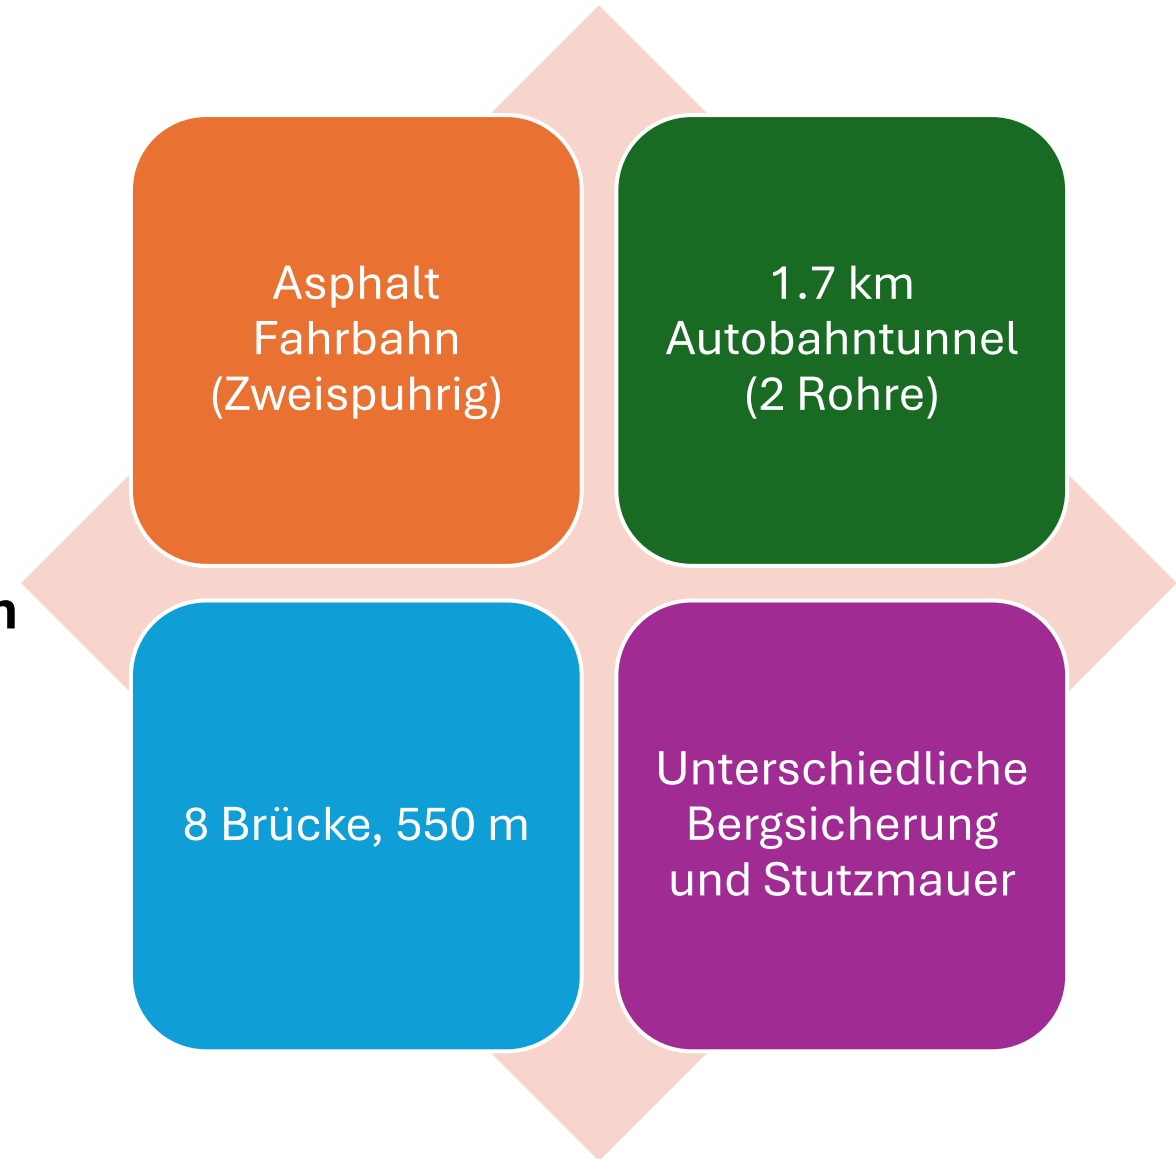 Asphalt
Fahrbahn
(Zweispuhrig)
1.7 km
Autobahntunnel
(2 Rohre)
n
8 Brücke, 550 m
Unterschiedliche
Bergsicherung
und Stutzmauer